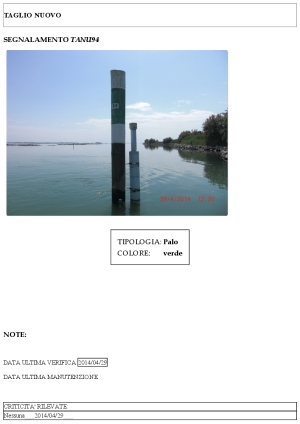 TAGLIO NUOVO
SEGNALAMENTO TANU94
TIPOLOGIA: Palo
COLORE: verde
NOTE:
DATA ULTIMA VERIFICA 2014/04/29
DATA ULTIMA MANUTENZIONE
CRITICITA' RILEVATE
Nessuna 2014/04/29